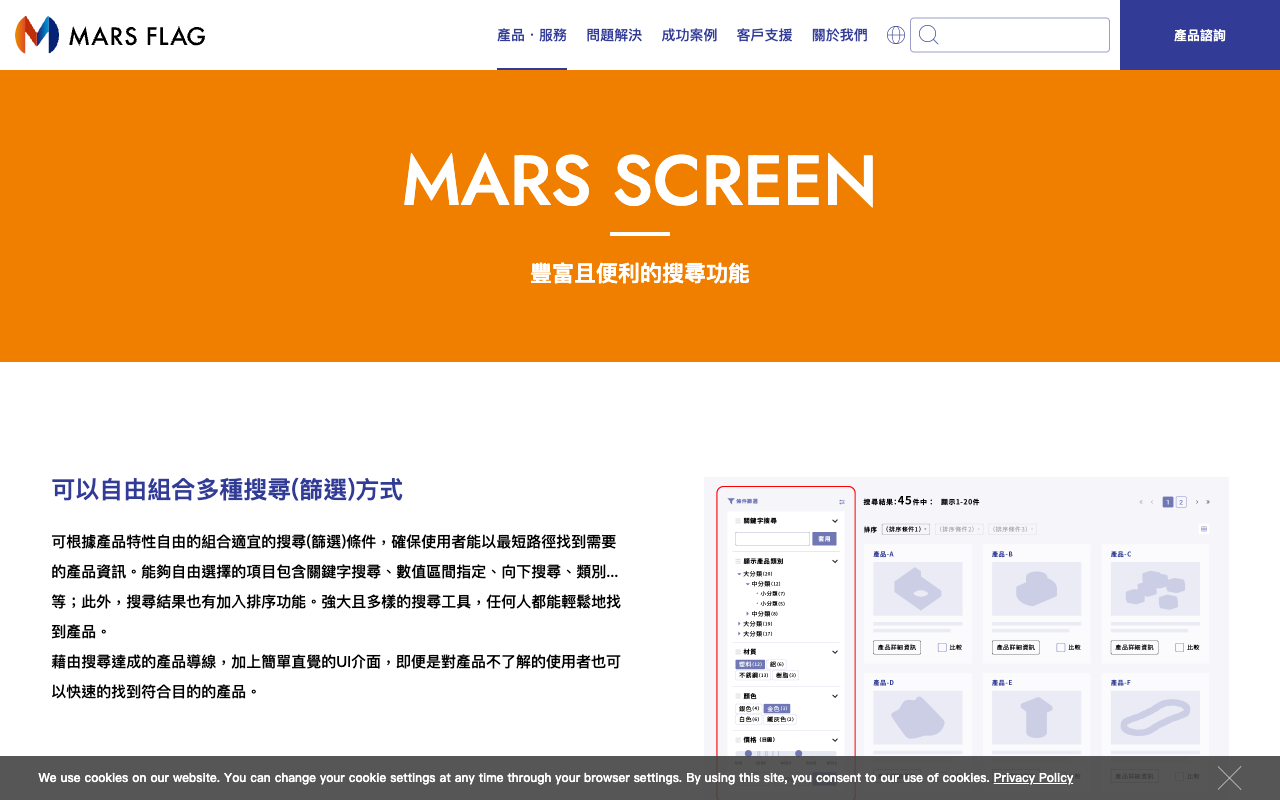 MARS FLAG
產品・服務
問題解決
成功案例
客戶支援
關於我們
產品諮詢
MARS SCREEN
豐富且便利的搜尋功能
可以自由組合多種搜尋(篩選)方式
可根據產品特性自由的組合適宜的搜尋(篩選)條件，確保使用者能以最短路徑找到需要
的產品資訊。能夠自由選擇的項目包含關鍵字搜尋、數值區間指定、向下搜尋、類別...
等；此外，搜尋結果也有加入排序功能。強大且多樣的搜尋工具，任何人都能輕鬆地找
到產品。
藉由搜尋達成的產品導線，加上簡單直覺的UI介面，即便是對產品不了解的使用者也可
以快速的找到符合目的的產品。
條件篩選
關鍵字搜尋
套用
顯示產品類別
大分類(29)
中分類(12)
小分類(7)
小分類(5)
中分類(8)
大分類(19)
大分類(17)
材質
塑料(12) 鋁(6)
不銹鋼(13) 樹脂(3)
顏色
銀色(4) 金色(3)
白色(6) 鐵灰色(2)
價格（日圓）
搜尋結果:45件中： 顯示1-20件
« ‹ 1 2 › »
排序 (排序條件1) (排序條件2) (排序條件3)
產品-A
產品-B
產品-C
產品詳細資訊 比較
產品詳細資訊 比較
產品詳細資訊 比較
產品-D
產品-E
產品-F
產品詳細資訊 比較
產品詳細資訊 比較
產品詳細資訊 比較
We use cookies on our website. You can change your cookie settings at any time through your browser settings. By using this site, you consent to our use of cookies. Privacy Policy